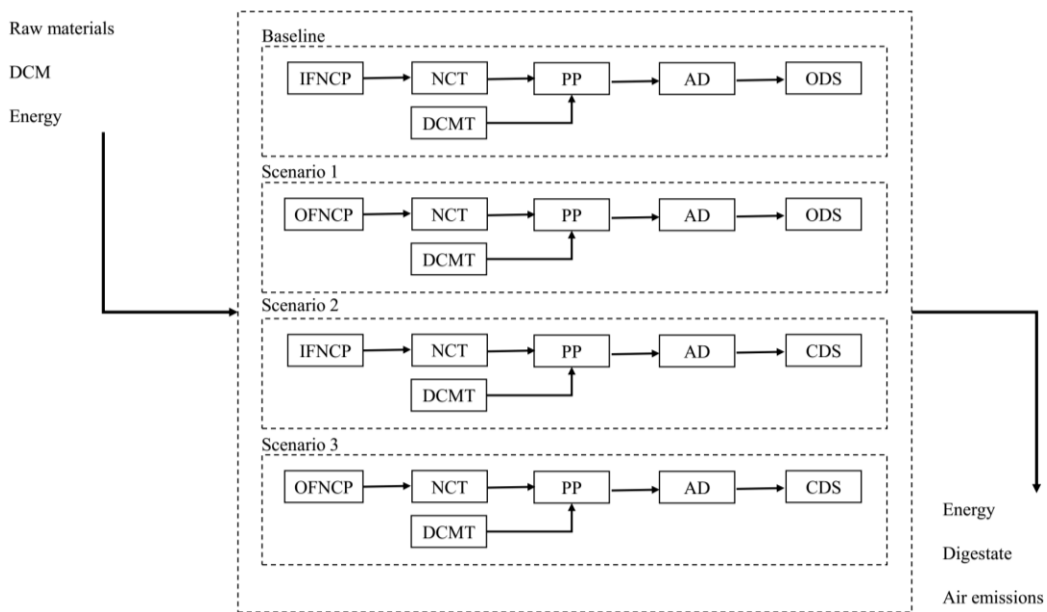 Raw materials
DCM
Energy
Baseline
IFNCP NCT PP AD ODS
DCMT
Scenario 1
OFNCP NCT PP AD ODS
DCMT
Scenario 2
IFNCP NCT PP AD CDS
DCMT
Scenario 3
OFNCP NCT PP AD CDS
DCMT
Energy
Digestate
Air emissions